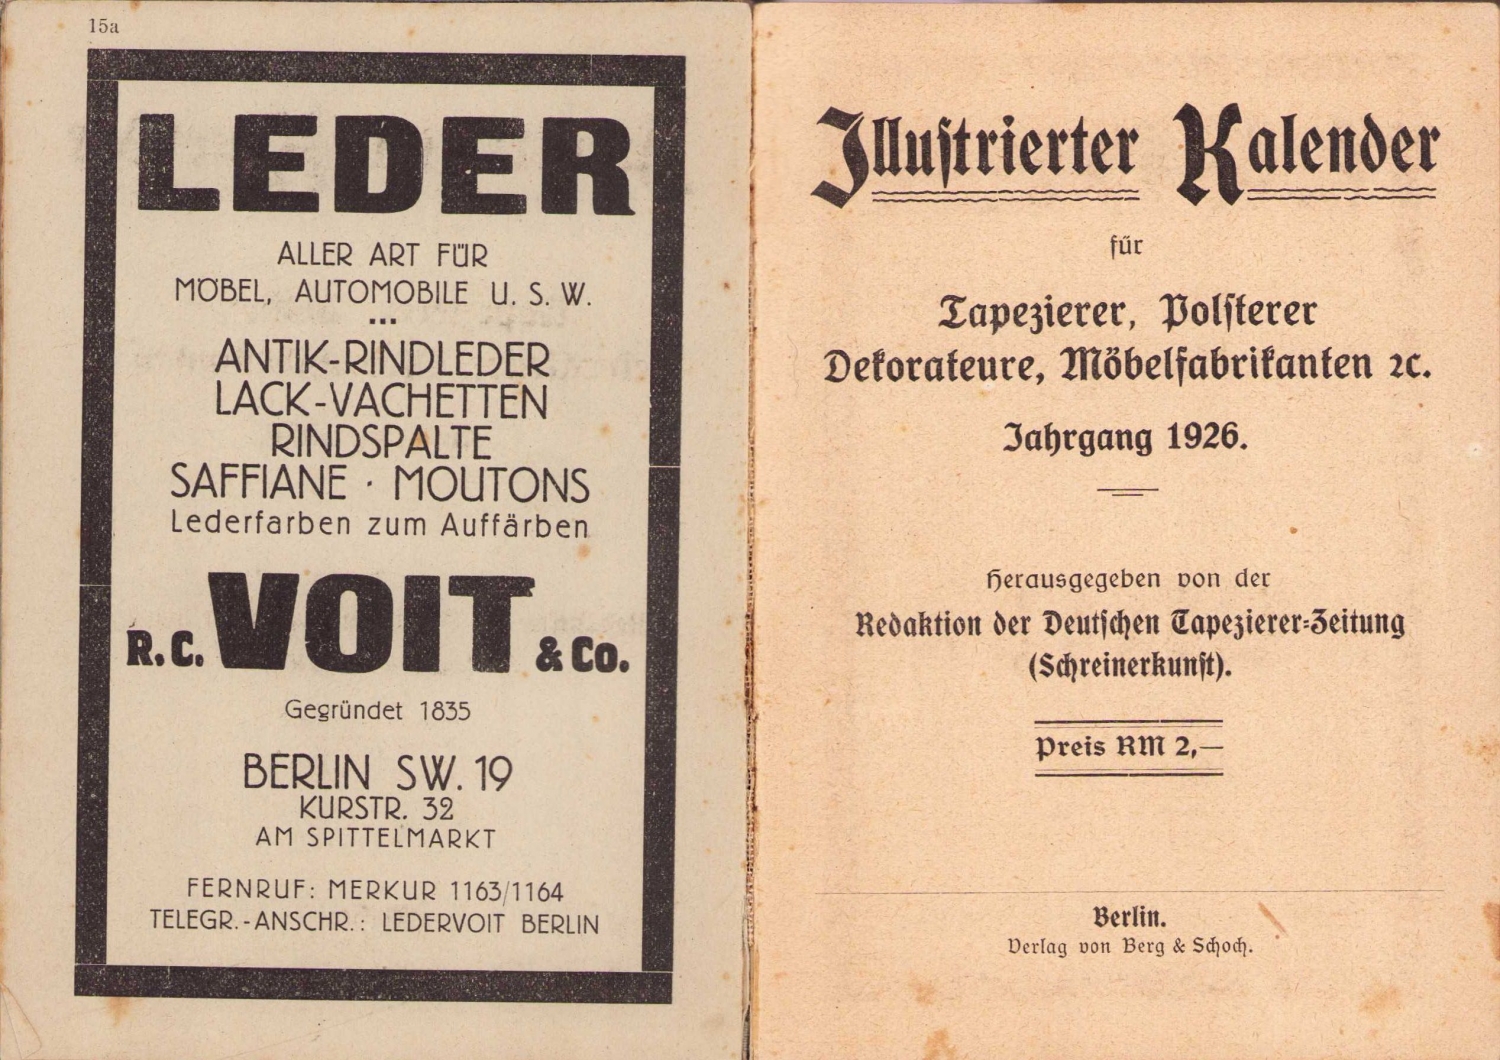 15a
LEDER
ALLER ART FÜR
MÖBEL, AUTOMOBILE U. S. W.
ANTIK-RINDLEDER
LACK-VACHETTEN
RINDSPALTE
SAFFIANE · MOUTONS
Lederfarben zum Auffärben
R.C. VOIT & Co.
Gegründet 1835
BERLIN SW. 19
KURSTR. 32
AM SPITTELMARKT
FERNRUF: MERKUR 1163/1164
TELEGR.-ANSCHR.: LEDERVOIT BERLIN
Illuſtrierter Kalender
für
Tapezierer, Polſterer
Dekorateure, Möbelfabrikanten ꝛc.
Jahrgang 1926.
Herausgegeben von der
Redaktion der Deutſchen Tapezierer-Zeitung
(Schreinerkunſt).
Preis RM 2,—
Berlin.
Verlag von Berg & Schoch.